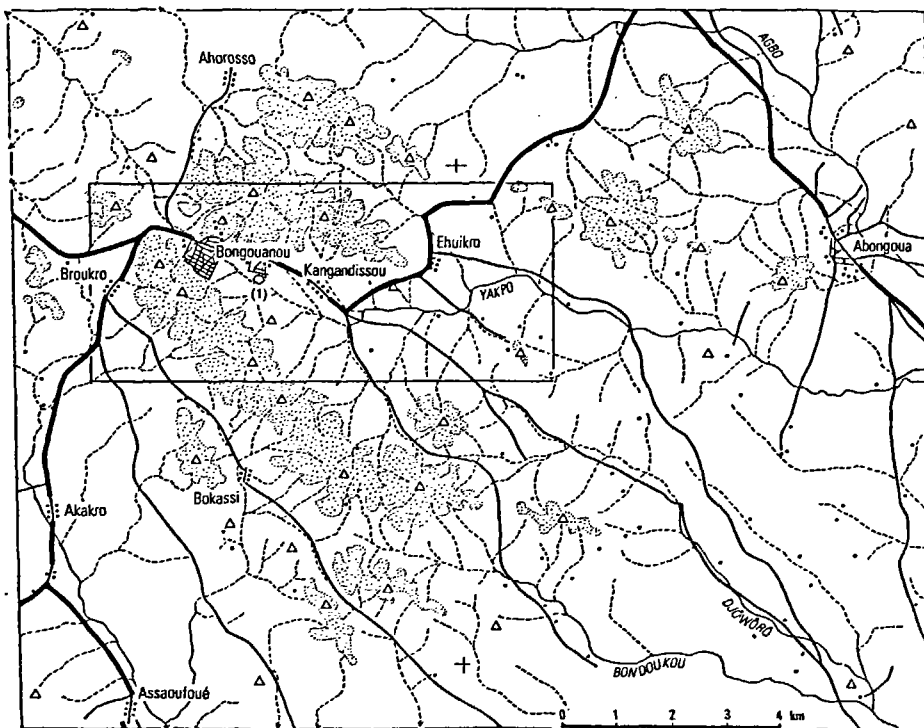 AGBO
Ahorosso
Bongouanou
Ehuikro
Abongoua
Broukro
(1)
Kangandissou
YAKPO
Bokassi
Akakro
DJÔWÔRÔ
BONDOUKOU
Assaoufoué
0 1 2 3 4 km